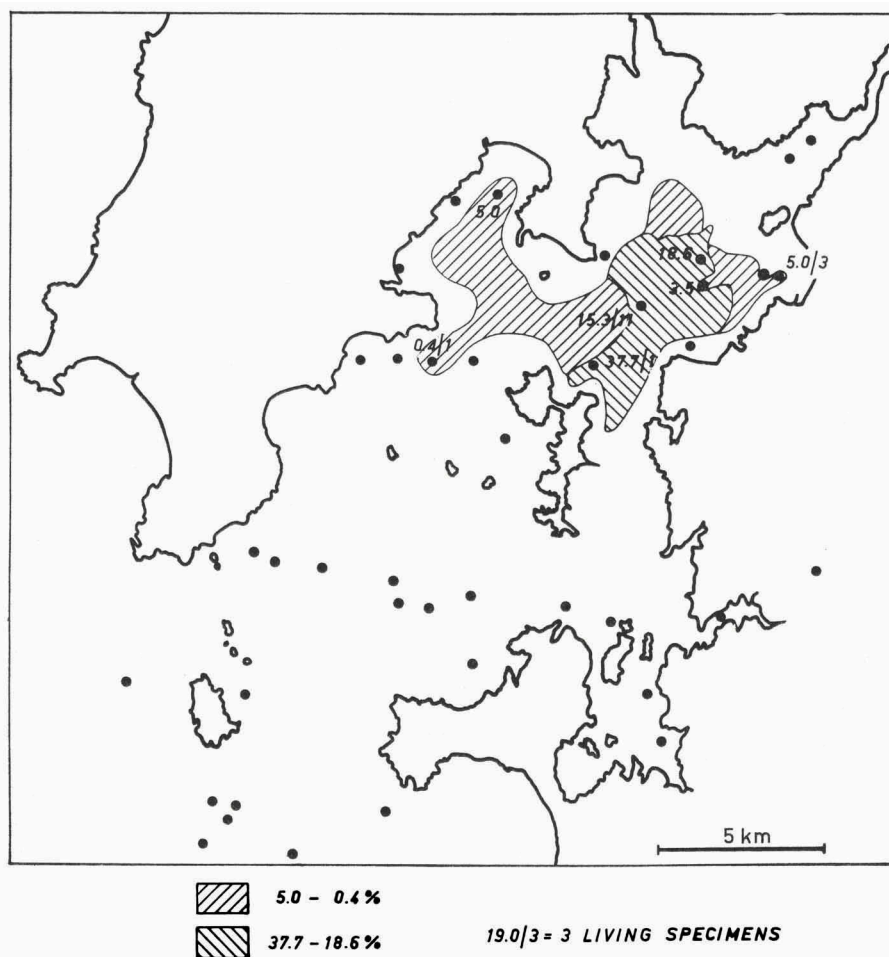 5.0
18.6
5.0/3
3.5
15.3/11
0.4/1
37.7/1
5 km
5.0 - 0.4%
37.7 - 18.6%
19.0/3 = 3 LIVING SPECIMENS